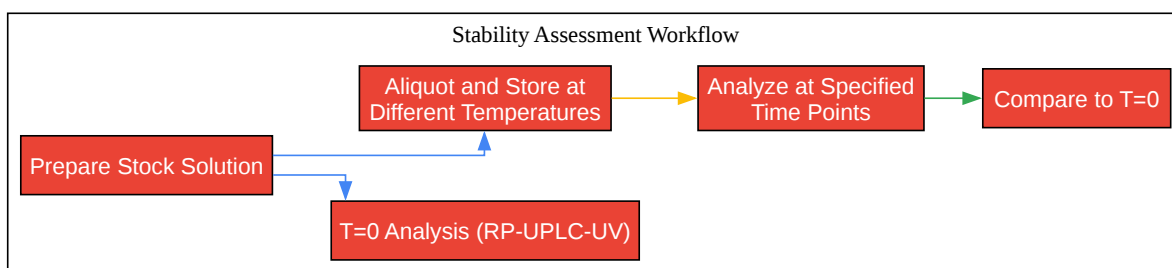 Stability Assessment Workflow
Prepare Stock Solution
Aliquot and Store at
Different Temperatures
T=0 Analysis (RP-UPLC-UV)
Analyze at Specified
Time Points
Compare to T=0